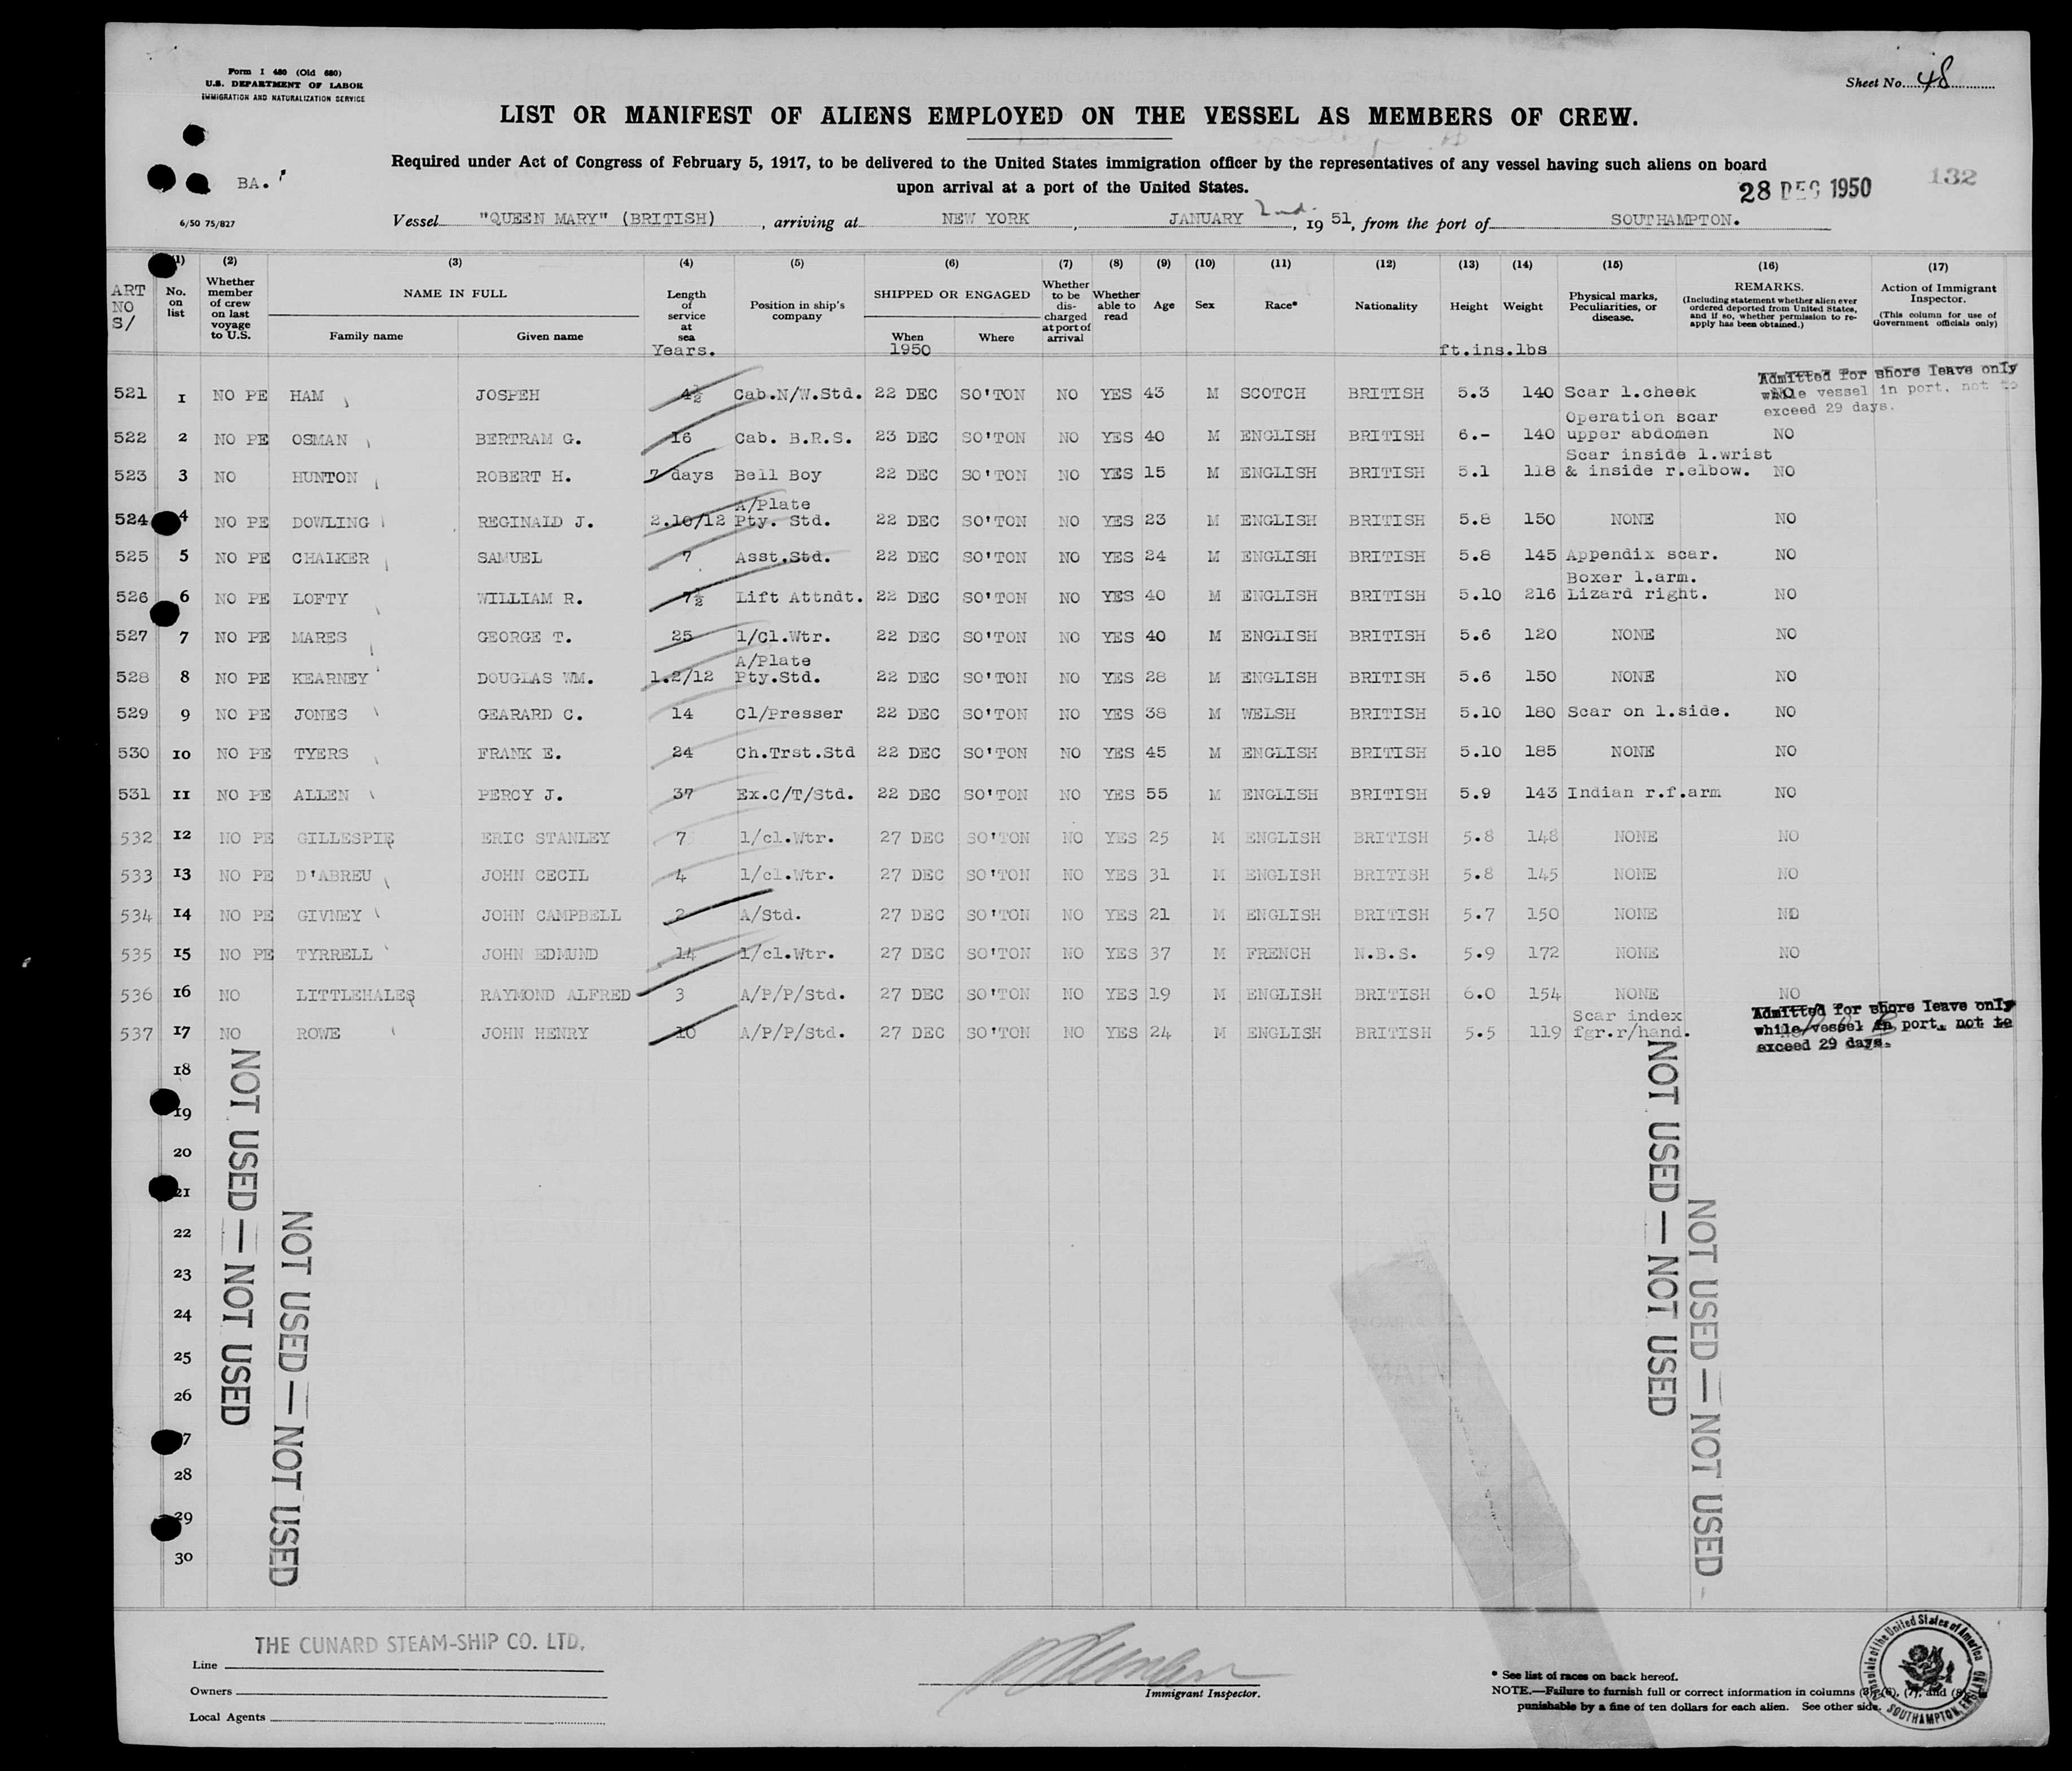 Form I 480 (Old 680)
U.S. DEPARTMENT OF LABOR
IMMIGRATION AND NATURALIZATION SERVICE
Sheet No. 48
LIST OR MANIFEST OF ALIENS EMPLOYED ON THE VESSEL AS MEMBERS OF CREW.
Required under Act of Congress of February 5, 1917, to be delivered to the United States immigration officer by the representatives of any vessel having such aliens on board
upon arrival at a port of the United States.
BA.
28 DEC 1950
132
6/50 75/827
Vessel "QUEEN MARY" (BRITISH), arriving at NEW YORK, JANUARY 2nd., 19 51, from the port of SOUTHAMPTON.
ART NO S/
(1) No. on list
(2) Whether member of crew on last voyage to U.S.
(3) NAME IN FULL
Family name Given name
(4) Length of service at sea Years.
(5) Position in ship's company
(6) SHIPPED OR ENGAGED
When 1950 Where
(7) Whether to be discharged at port of arrival
(8) Whether able to read
(9) Age
(10) Sex
(11) Race*
(12) Nationality
(13) Height
(14) Weight
ft.ins.lbs
(15) Physical marks, Peculiarities, or disease.
(16) REMARKS. (Including statement whether alien ever ordered deported from United States, and if so, whether permission to re-apply has been obtained.)
(17) Action of Immigrant Inspector. (This column for use of Government officials only)
521 1 NO PE HAM JOSPEH 4½ Cab.N/W.Std. 22 DEC SO'TON NO YES 43 M SCOTCH BRITISH 5.3 140 Scar l.cheek NO
Admitted for shore leave only
while vessel in port, not to
exceed 29 days.
522 2 NO PE OSMAN BERTRAM G. 16 Cab. B.R.S. 23 DEC SO'TON NO YES 40 M ENGLISH BRITISH 6.- 140 Operation scar upper abdomen NO
523 3 NO HUNTON ROBERT H. 7 days Bell Boy 22 DEC SO'TON NO YES 15 M ENGLISH BRITISH 5.1 118 Scar inside l.wrist & inside r.elbow. NO
524 4 NO PE DOWLING REGINALD J. 2.10/12 A/Plate Pty. Std. 22 DEC SO'TON NO YES 23 M ENGLISH BRITISH 5.8 150 NONE NO
525 5 NO PE CHALKER SAMUEL 7 Asst.Std. 22 DEC SO'TON NO YES 24 M ENGLISH BRITISH 5.8 145 Appendix scar. NO
526 6 NO PE LOFTY WILLIAM R. 7½ Lift Attndt. 22 DEC SO'TON NO YES 40 M ENGLISH BRITISH 5.10 216 Boxer l.arm. Lizard right. NO
527 7 NO PE MARES GEORGE T. 25 1/Cl.Wtr. 22 DEC SO'TON NO YES 40 M ENGLISH BRITISH 5.6 120 NONE NO
528 8 NO PE KEARNEY DOUGLAS WM. 1.2/12 A/Plate Pty.Std. 22 DEC SO'TON NO YES 28 M ENGLISH BRITISH 5.6 150 NONE NO
529 9 NO PE JONES GEARARD C. 14 Cl/Presser 22 DEC SO'TON NO YES 38 M WELSH BRITISH 5.10 180 Scar on l.side. NO
530 10 NO PE TYERS FRANK E. 24 Ch.Trst.Std 22 DEC SO'TON NO YES 45 M ENGLISH BRITISH 5.10 185 NONE NO
531 11 NO PE ALLEN PERCY J. 37 Ex.C/T/Std. 22 DEC SO'TON NO YES 55 M ENGLISH BRITISH 5.9 143 Indian r.f.arm NO
532 12 NO PE GILLESPIE ERIC STANLEY 7 1/cl.Wtr. 27 DEC SO'TON NO YES 25 M ENGLISH BRITISH 5.8 148 NONE NO
533 13 NO PE D'ABREU JOHN CECIL 4 1/cl.Wtr. 27 DEC SO'TON NO YES 31 M ENGLISH BRITISH 5.8 145 NONE NO
534 14 NO PE GIVNEY JOHN CAMPBELL 2 A/Std. 27 DEC SO'TON NO YES 21 M ENGLISH BRITISH 5.7 150 NONE NO
535 15 NO PE TYRRELL JOHN EDMUND 14 1/cl.Wtr. 27 DEC SO'TON NO YES 37 M FRENCH N.B.S. 5.9 172 NONE NO
536 16 NO LITTLEHALES RAYMOND ALFRED 3 A/P/P/Std. 27 DEC SO'TON NO YES 19 M ENGLISH BRITISH 6.0 154 NONE NO
537 17 NO ROWE JOHN HENRY 10 A/P/P/Std. 27 DEC SO'TON NO YES 24 M ENGLISH BRITISH 5.5 119 Scar index fgr.r/hand.
Admitted for shore leave only
while vessel in port, not to
exceed 29 days.
18
19
20
21
22
23
24
25
26
27
28
29
30
NOT USED — NOT USED
NOT USED — NOT USED
NOT USED — NOT USED
NOT USED — NOT USED
THE CUNARD STEAM-SHIP CO. LTD.
Line
Owners
Local Agents
Immigrant Inspector.
* See list of races on back hereof.
NOTE.—Failure to furnish full or correct information in columns (3), (6), (7), and (8) is
punishable by a fine of ten dollars for each alien. See other side.
Consulate of the United States of America
SOUTHAMPTON, ENGLAND